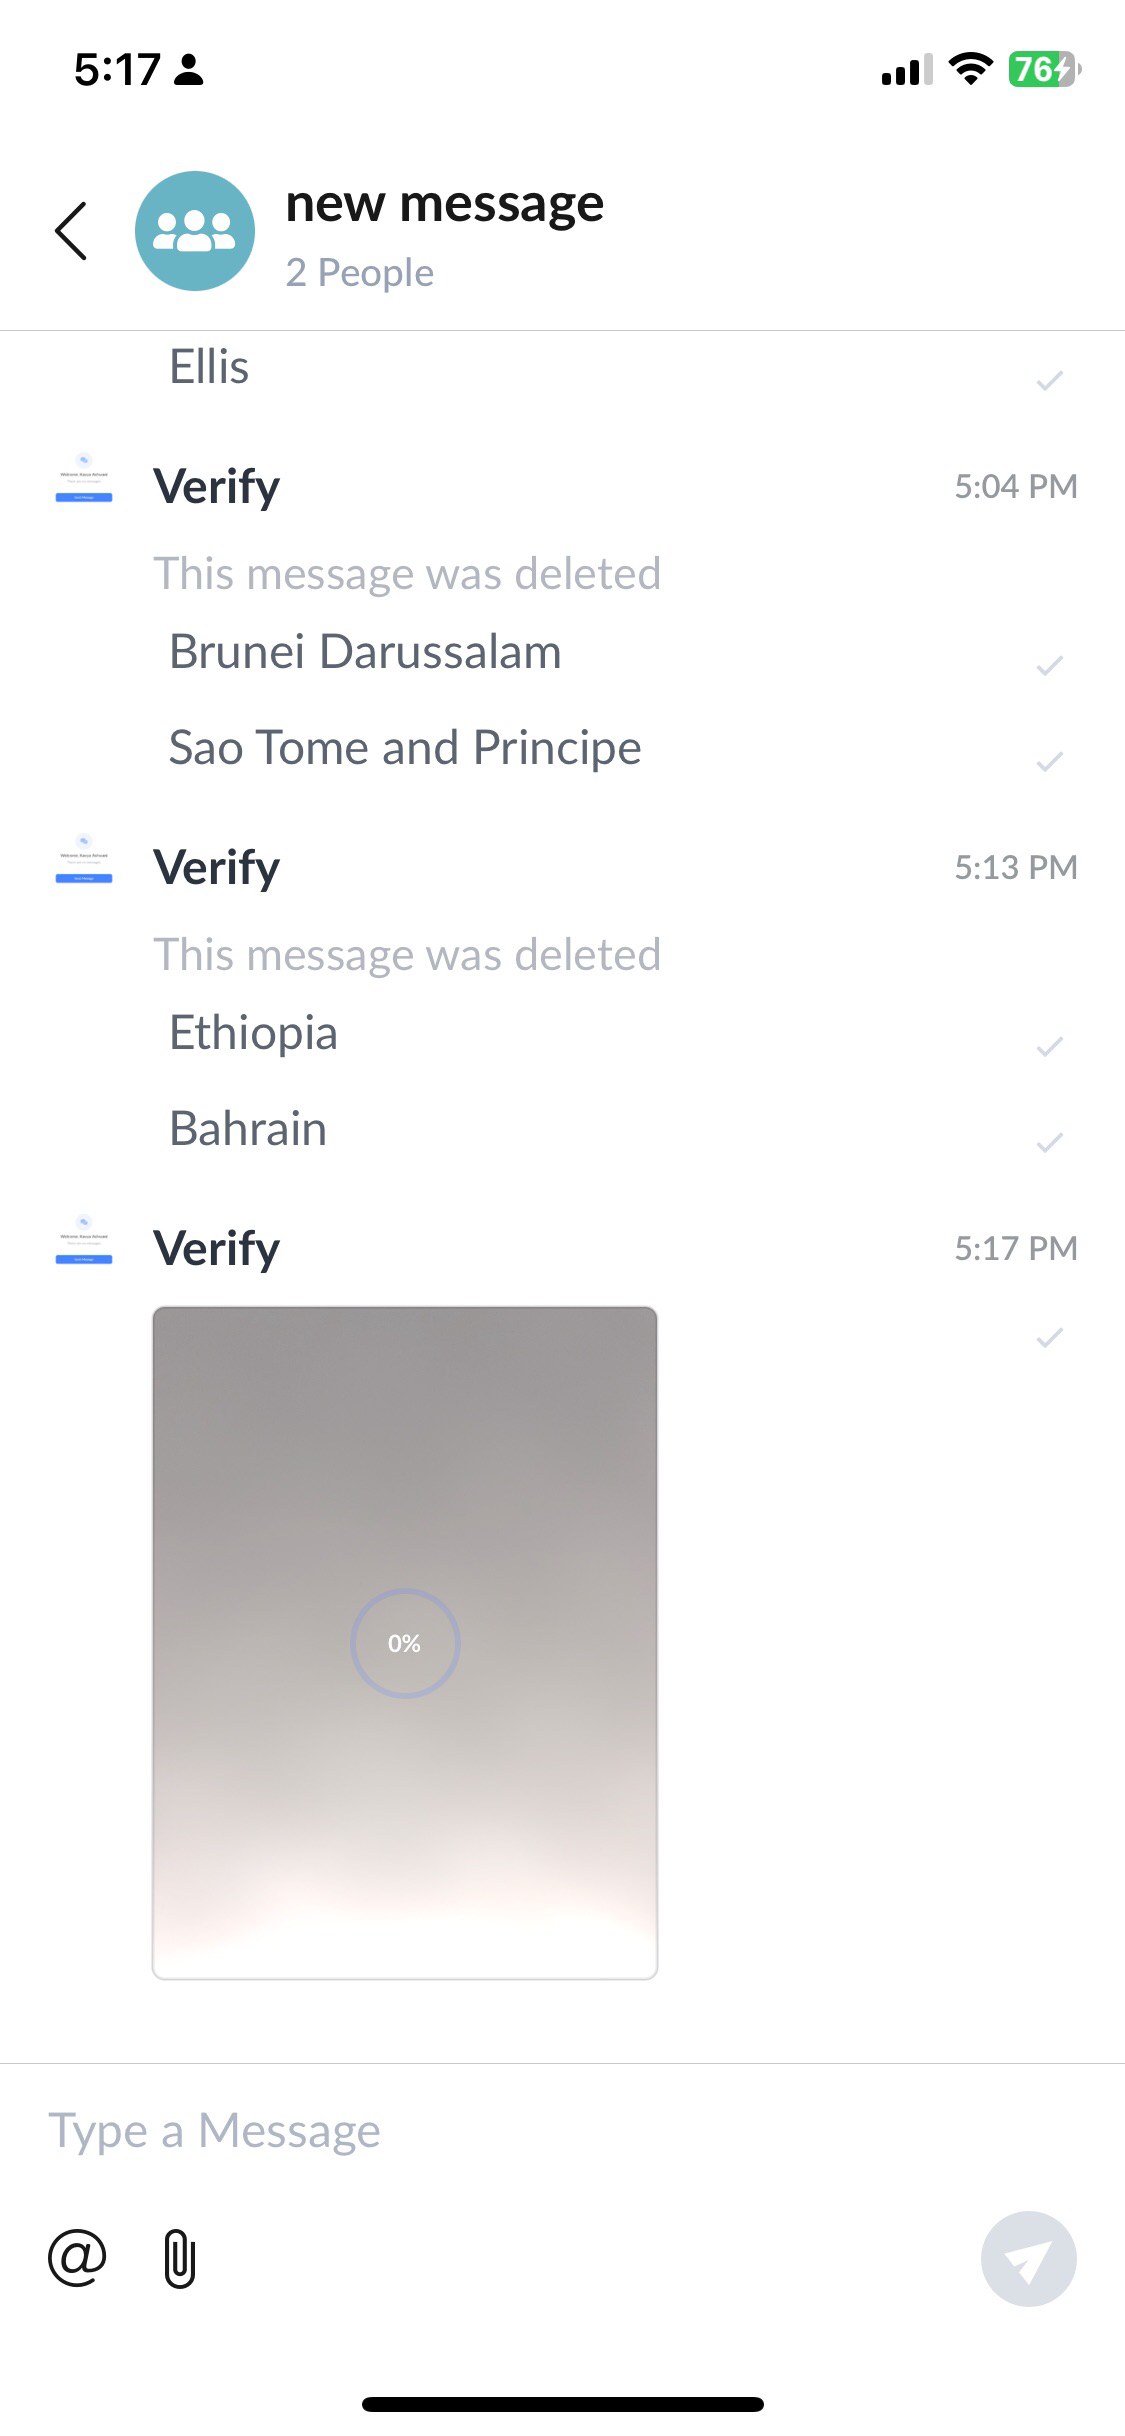 5:17
76
new message
2 People
Ellis
Verify
5:04 PM
This message was deleted
Brunei Darussalam
Sao Tome and Principe
Verify
5:13 PM
This message was deleted
Ethiopia
Bahrain
Verify
5:17 PM
0%
Type a Message
@